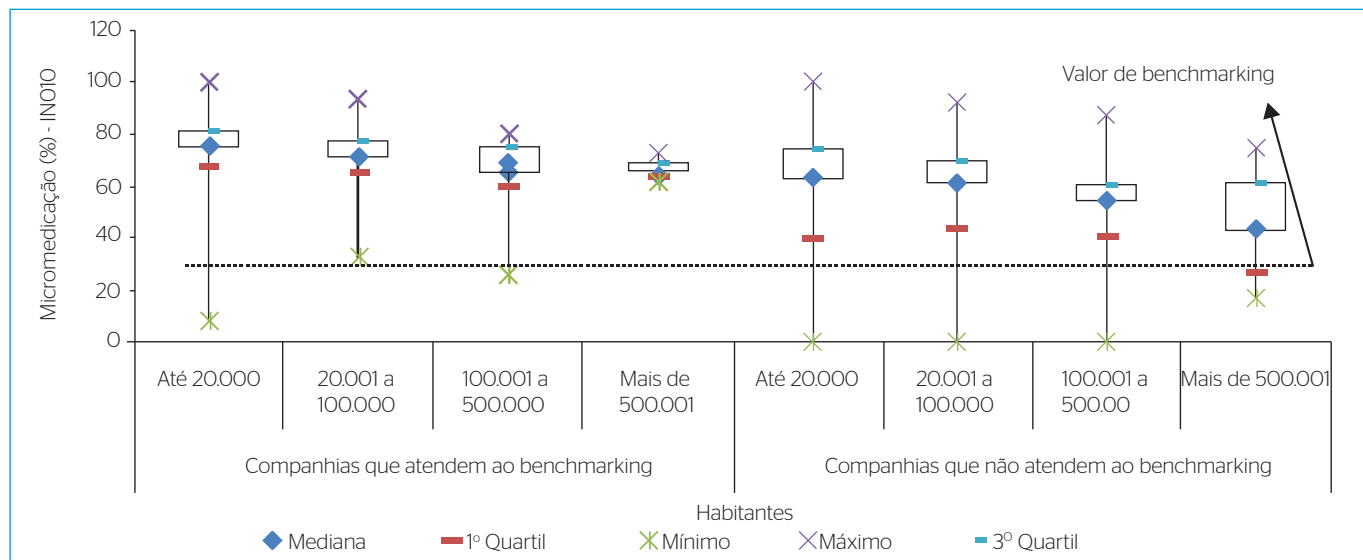 120
100
80
60
40
20
0
Micromedicação (%) - IN010
Valor de benchmarking
Até 20.000
20.001 a
100.000
100.001 a
500.000
Mais de
500.001
Até 20.000
20.001 a
100.000
100.001 a
500.00
Mais de 500.001
Companhias que atendem ao benchmarking
Companhias que não atendem ao benchmarking
Habitantes
Mediana
1º Quartil
Mínimo
Máximo
3º Quartil